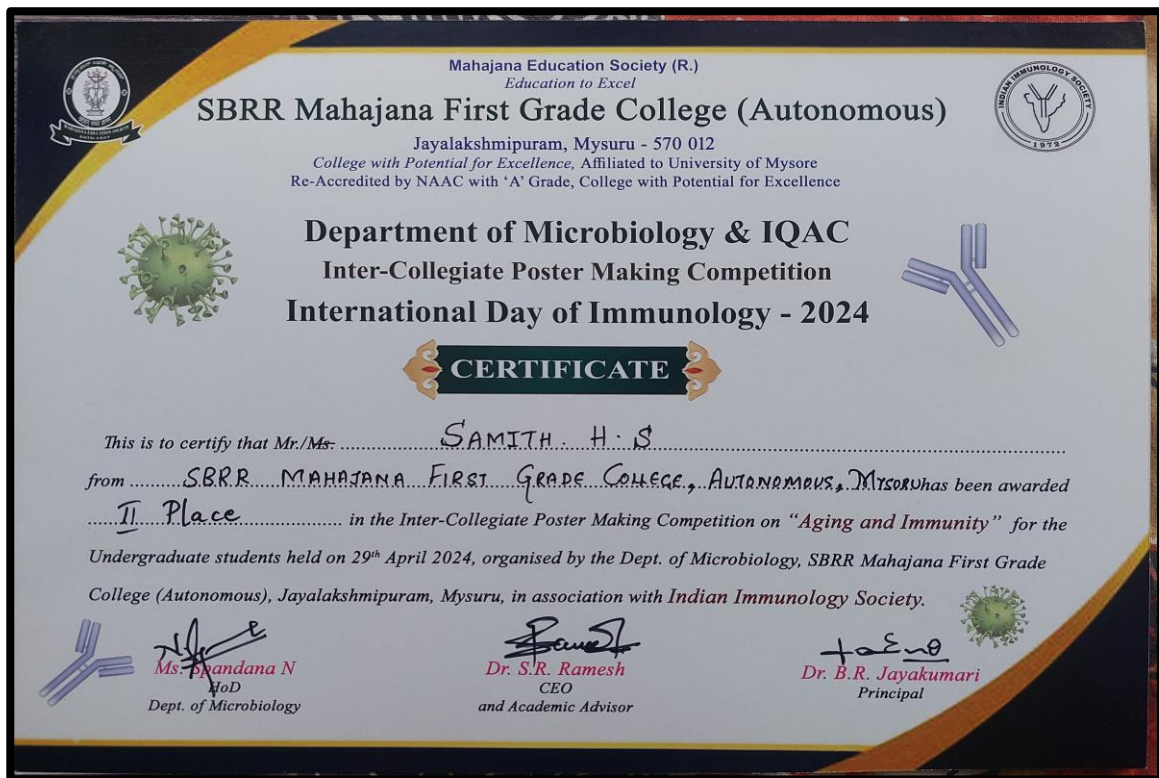 Mahajana Education Society (R.)
Education to Excel
SBRR Mahajana First Grade College (Autonomous)
Jayalakshmipuram, Mysuru - 570 012
College with Potential for Excellence, Affiliated to University of Mysore
Re-Accredited by NAAC with ‘A’ Grade, College with Potential for Excellence
INDIAN IMMUNOLOGY SOCIETY
1972
Department of Microbiology & IQAC
Inter-Collegiate Poster Making Competition
International Day of Immunology - 2024
CERTIFICATE
This is to certify that Mr./Ms. SAMITH. H. S
from SBRR MAHAJANA FIRST GRADE COLLEGE, AUTONOMOUS, MYSORU has been awarded
II Place in the Inter-Collegiate Poster Making Competition on “Aging and Immunity” for the
Undergraduate students held on 29th April 2024, organised by the Dept. of Microbiology, SBRR Mahajana First Grade
College (Autonomous), Jayalakshmipuram, Mysuru, in association with Indian Immunology Society.
Ms. Spandana N
HoD
Dept. of Microbiology
Dr. S.R. Ramesh
CEO
and Academic Advisor
Dr. B.R. Jayakumari
Principal